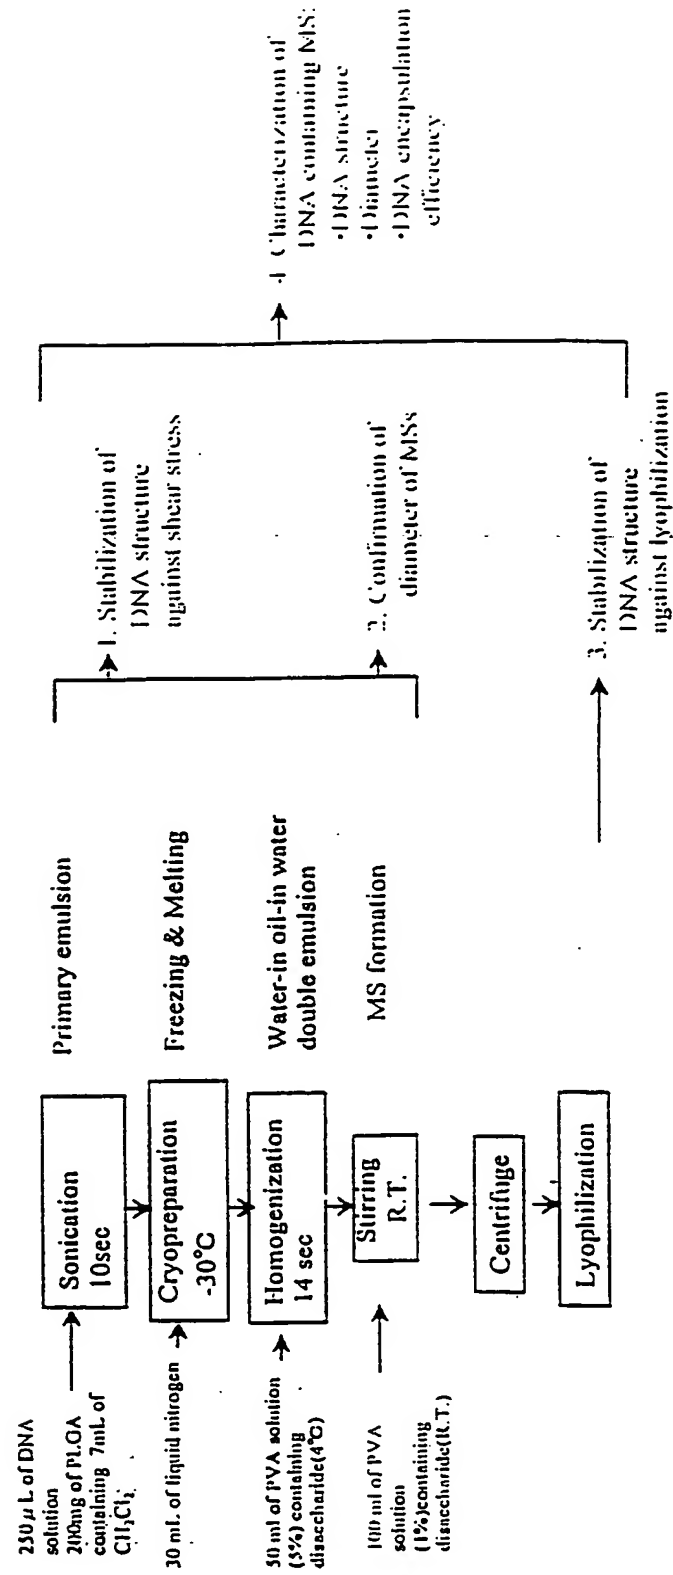 250 μL of DNA
solution
200mg of PLGA
containing 7mL of
CH₂Cl₂
Sonication
10sec
Primary emulsion
30 mL of liquid nitrogen
Cryopreparation
-30°C
Freezing & Melting
50 ml of PVA solution
(5%) containing
disaccharide(4°C)
Homogenization
14 sec
Water-in oil-in water
double emulsion
100 ml of PVA
solution
(1%)containing
disaccharide(R.T.)
Stirring
R.T.
MS formation
Centrifuge
Lyophilization
1. Stabilization of
DNA structure
against shear stress
2. Confirmation of
diameter of MSs
3. Stabilization of
DNA structure
against lyophilization
4 Characterization of
DNA containing MS:
•DNA structure
•Diameter
•DNA encapsulation
efficiency